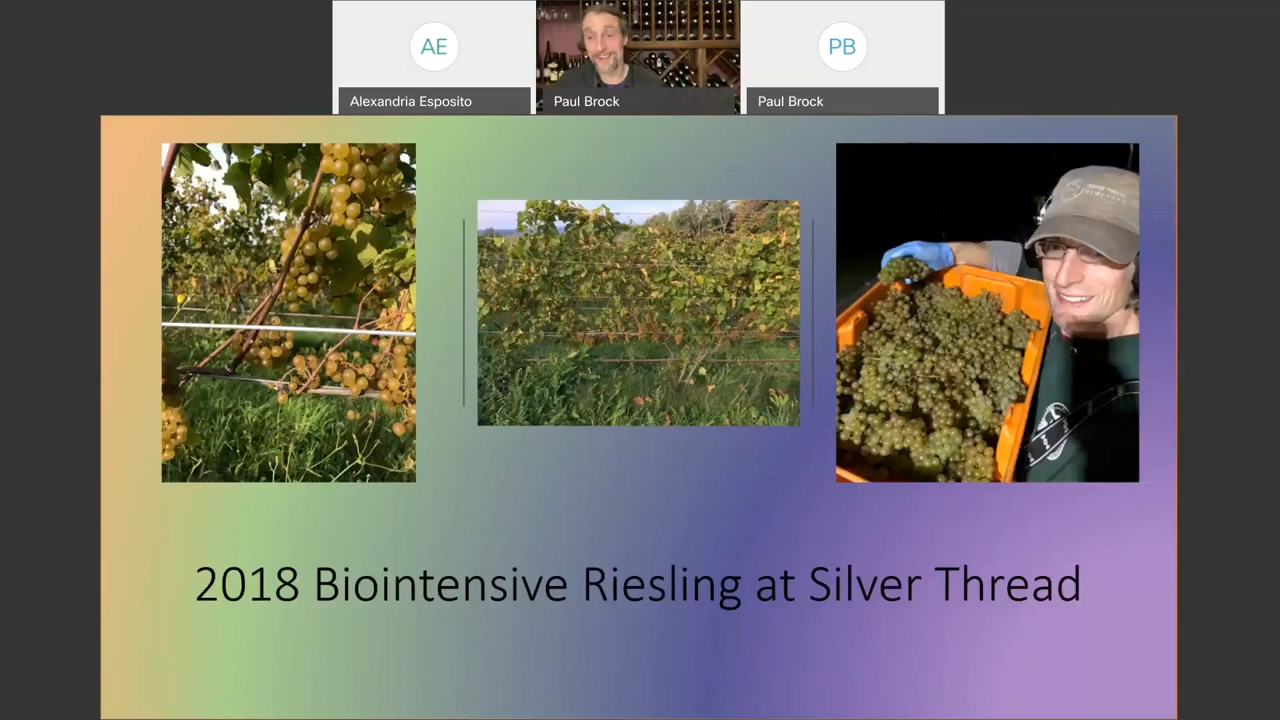 AE
PB
Alexandria Esposito
Paul Brock
Paul Brock
2018 Biointensive Riesling at Silver Thread